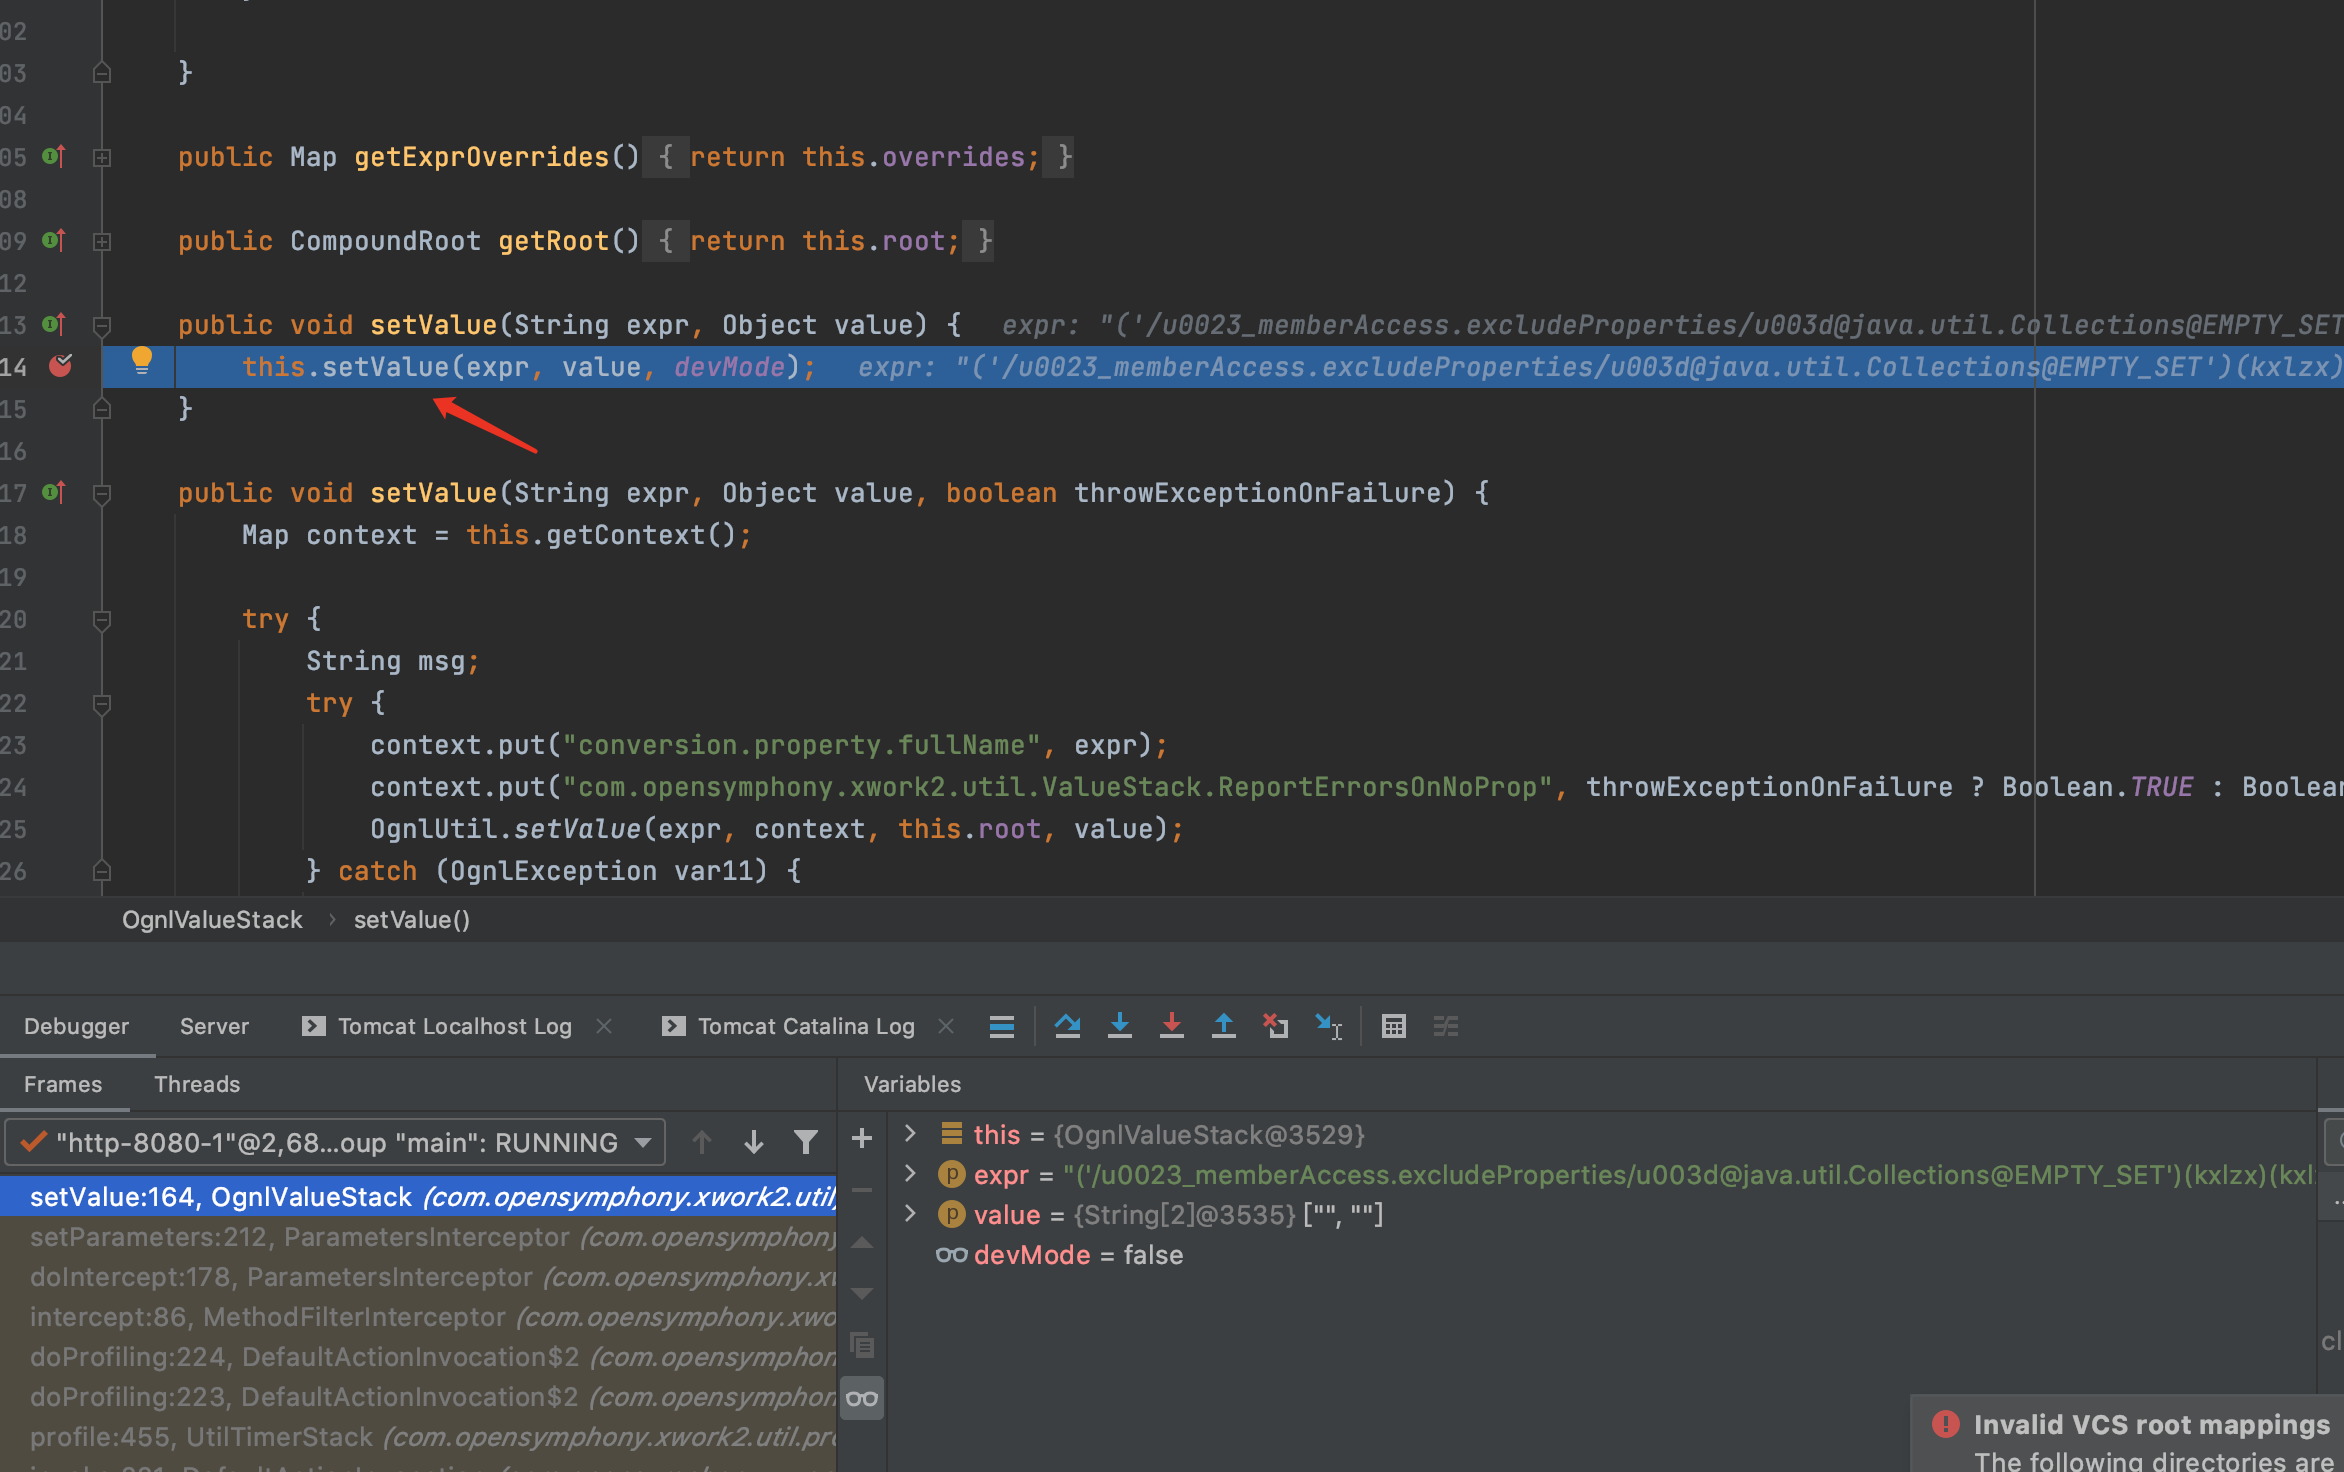 02
03 }
04
05 public Map getExprOverrides() { return this.overrides; }
08
09 public CompoundRoot getRoot() { return this.root; }
12
13 public void setValue(String expr, Object value) { expr: "('/u0023_memberAccess.excludeProperties/u003d@java.util.Collections@EMPTY_SET
14 this.setValue(expr, value, devMode); expr: "('/u0023_memberAccess.excludeProperties/u003d@java.util.Collections@EMPTY_SET')(kxlzx)
15 }
16
17 public void setValue(String expr, Object value, boolean throwExceptionOnFailure) {
18 Map context = this.getContext();
19
20 try {
21 String msg;
22 try {
23 context.put("conversion.property.fullName", expr);
24 context.put("com.opensymphony.xwork2.util.ValueStack.ReportErrorsOnNoProp", throwExceptionOnFailure ? Boolean.TRUE : Boolean
25 OgnlUtil.setValue(expr, context, this.root, value);
26 } catch (OgnlException var11) {
OgnlValueStack › setValue()
Debugger Server Tomcat Localhost Log Tomcat Catalina Log
Frames Threads Variables
"http-8080-1"@2,68...oup "main": RUNNING
setValue:164, OgnlValueStack (com.opensymphony.xwork2.util
setParameters:212, ParametersInterceptor (com.opensymphony
doIntercept:178, ParametersInterceptor (com.opensymphony.xw
intercept:86, MethodFilterInterceptor (com.opensymphony.xwo
doProfiling:224, DefaultActionInvocation$2 (com.opensymphon
doProfiling:223, DefaultActionInvocation$2 (com.opensymphon
profile:455, UtilTimerStack (com.opensymphony.xwork2.util.pro
this = {OgnlValueStack@3529}
expr = "('/u0023_memberAccess.excludeProperties/u003d@java.util.Collections@EMPTY_SET')(kxlzx)(kxl
value = {String[2]@3535} ["", ""]
devMode = false
cl
Invalid VCS root mappings
The following directories are